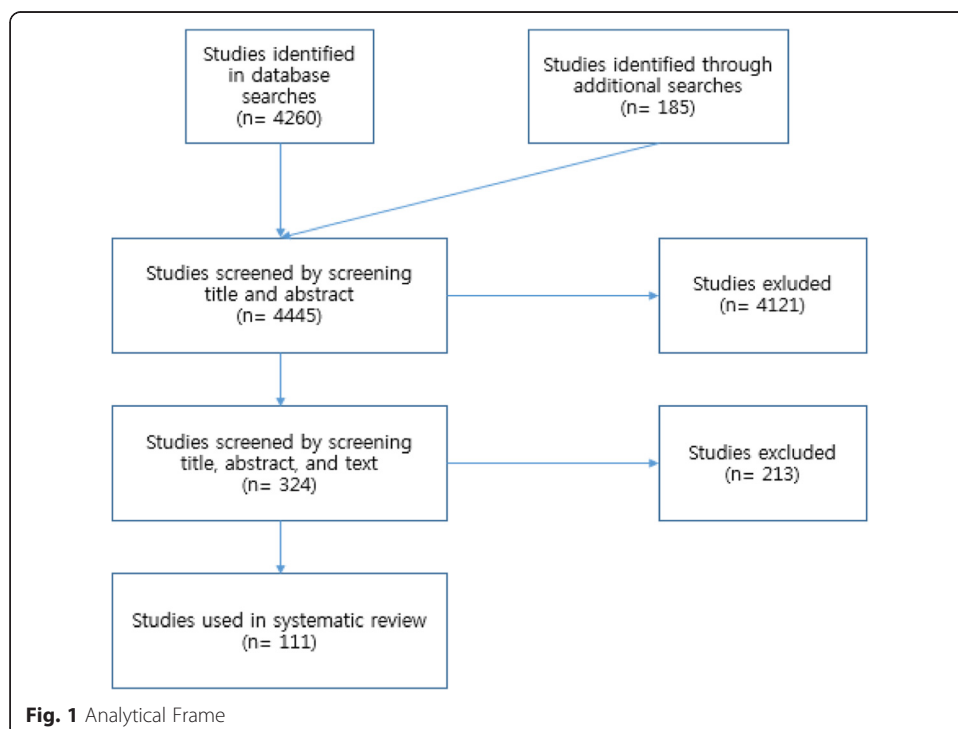 Studies identified
in database
searches
(n= 4260)
Studies identified through
additional searches
(n= 185)
Studies screened by screening
title and abstract
(n= 4445)
Studies exluded
(n= 4121)
Studies screened by screening
title, abstract, and text
(n= 324)
Studies excluded
(n= 213)
Studies used in systematic review
(n= 111)
Fig. 1 Analytical Frame